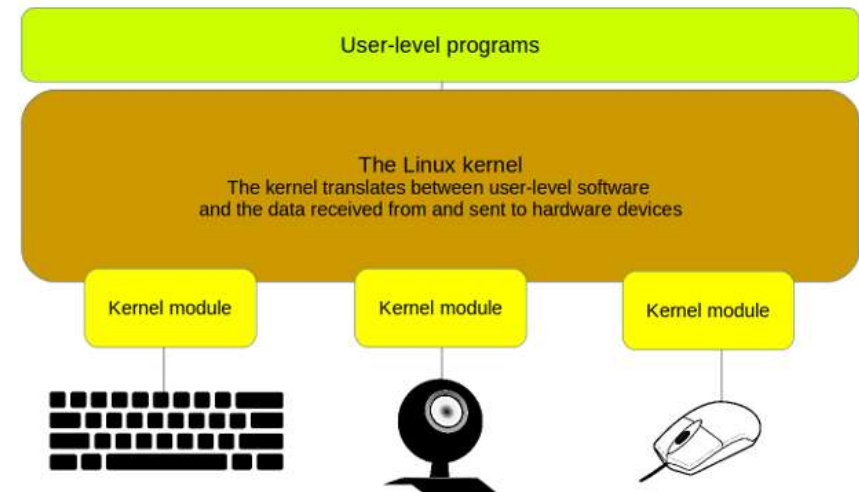 User-level programs
The Linux kernel
The kernel translates between user-level software
and the data received from and sent to hardware devices
Kernel module
Kernel module
Kernel module